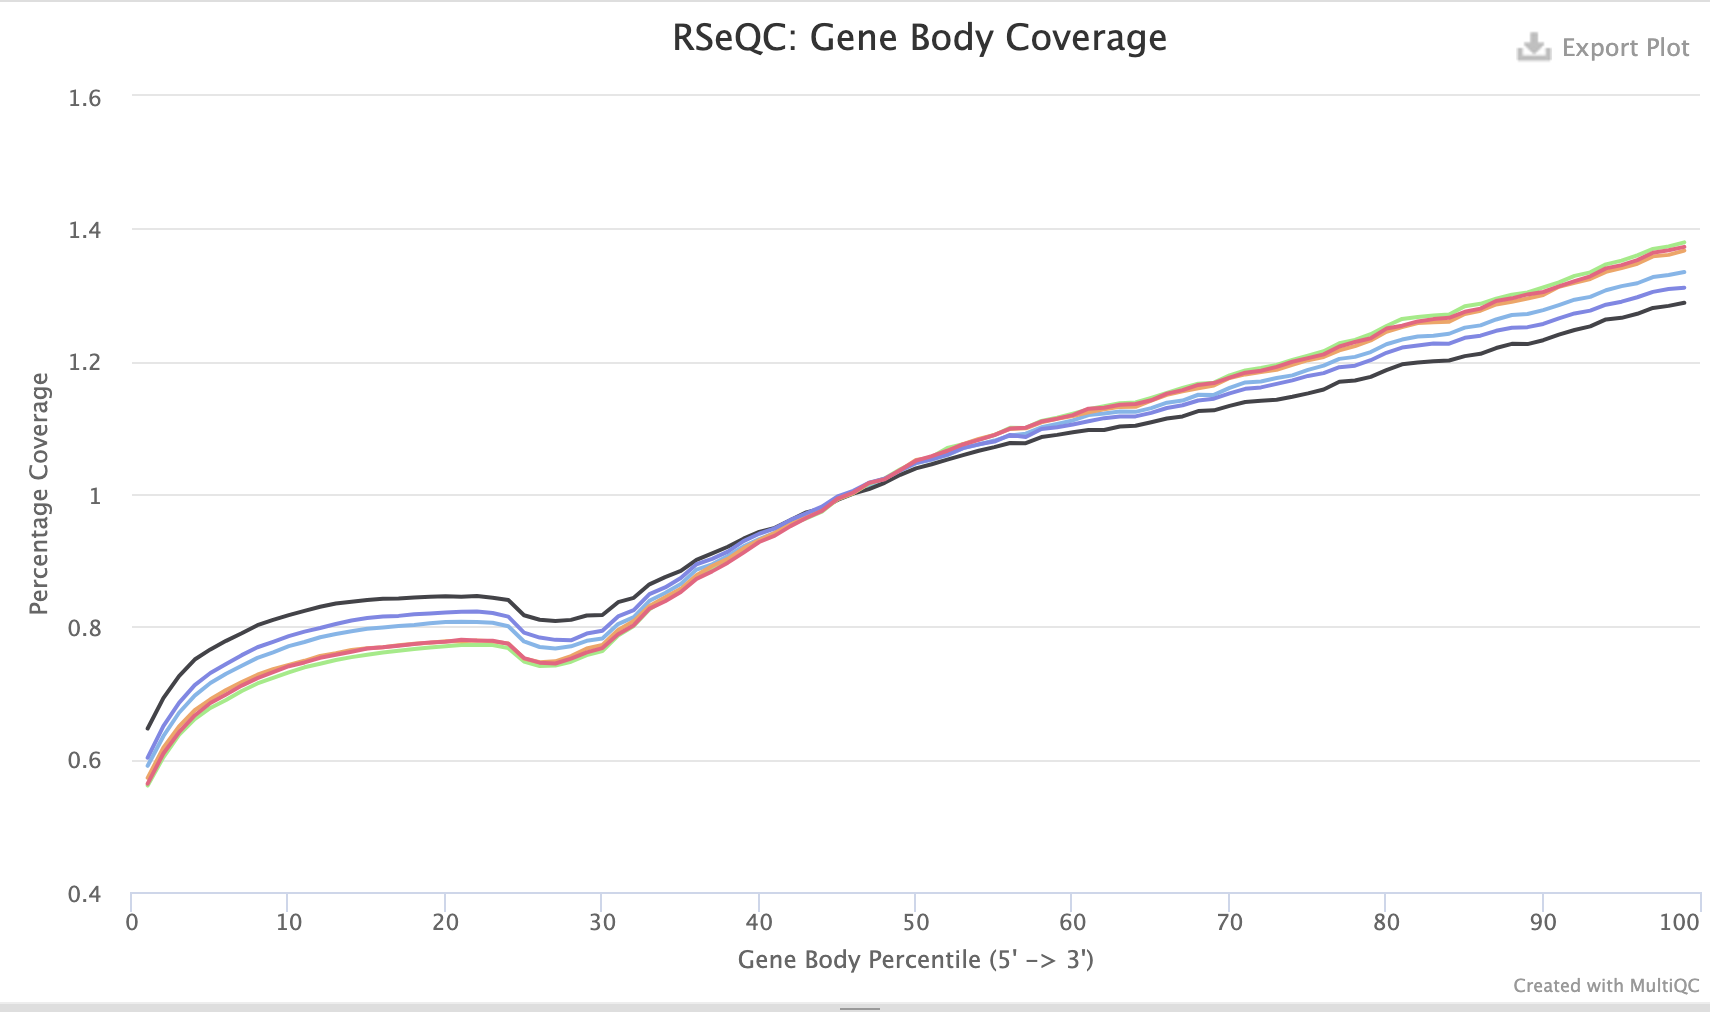 RSeQC: Gene Body Coverage
Export Plot
1.6
1.4
1.2
1
0.8
0.6
0.4
Percentage Coverage
0 10 20 30 40 50 60 70 80 90 100
Gene Body Percentile (5' -> 3')
Created with MultiQC